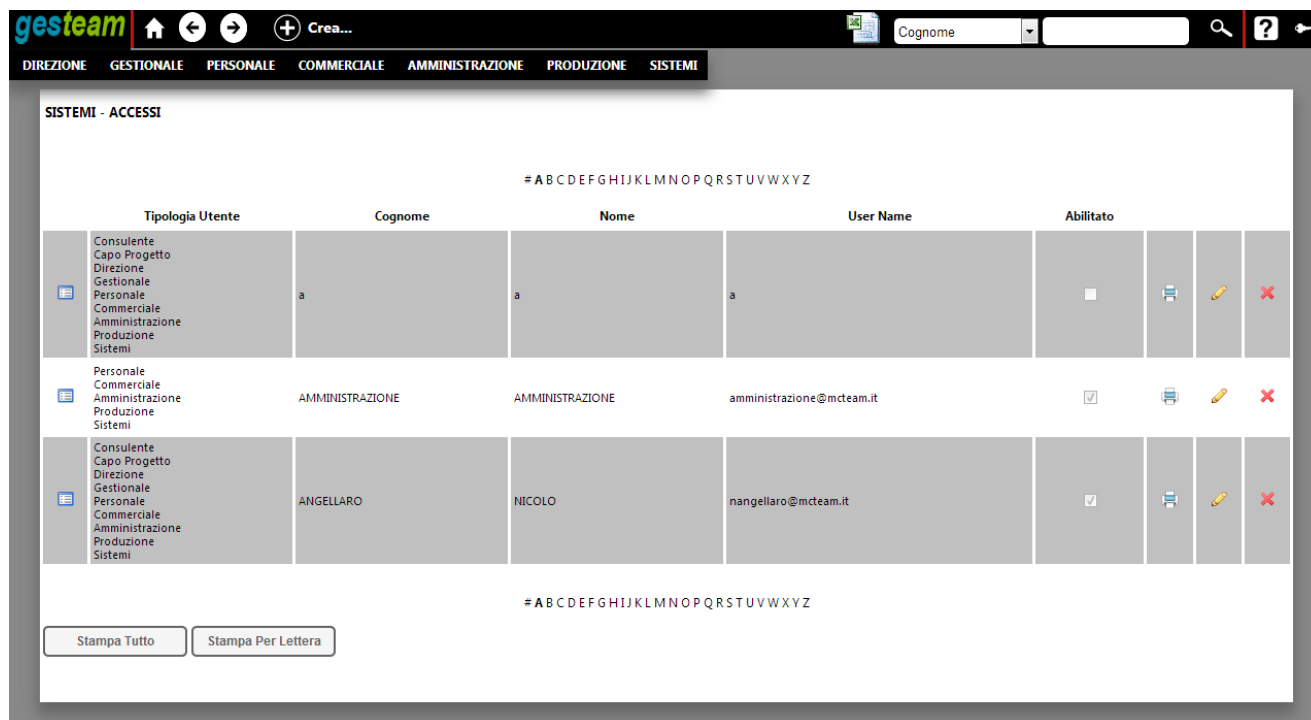 gesteam
Crea...
Cognome
?
DIREZIONE GESTIONALE PERSONALE COMMERCIALE AMMINISTRAZIONE PRODUZIONE SISTEMI
SISTEMI - ACCESSI
# A B C D E F G H I J K L M N O P Q R S T U V W X Y Z
Tipologia Utente Cognome Nome User Name Abilitato
Consulente
Capo Progetto
Direzione
Gestionale
Personale
Commerciale
Amministrazione
Produzione
Sistemi
a a a
Personale
Commerciale
Amministrazione
Produzione
Sistemi
AMMINISTRAZIONE AMMINISTRAZIONE amministrazione@mcteam.it
Consulente
Capo Progetto
Direzione
Gestionale
Personale
Commerciale
Amministrazione
Produzione
Sistemi
ANGELLARO NICOLO nangellaro@mcteam.it
# A B C D E F G H I J K L M N O P Q R S T U V W X Y Z
Stampa Tutto Stampa Per Lettera